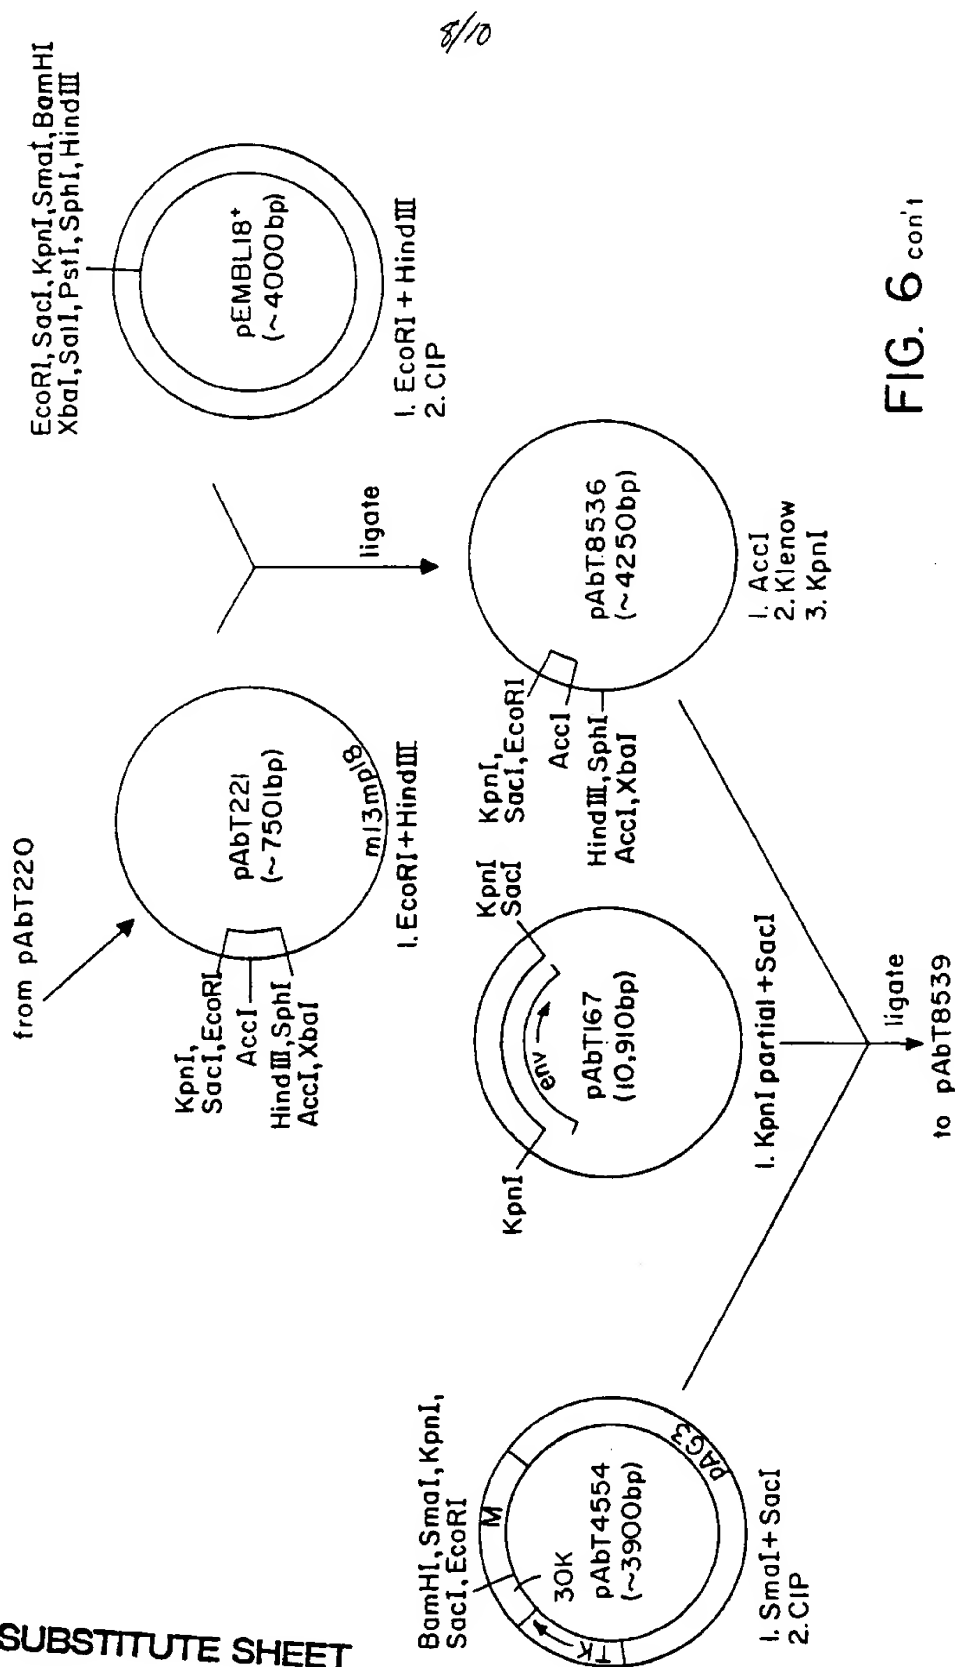 8/10
from pAbT220
KpnI,
SacI,EcoRI
AccI
HindIII,SphI
AccI,XbaI
pAbT221
(~7501bp)
m13mp18
1.EcoRI+HindIII
EcoRI,SacI,KpnI,SmaI,BamHI
XbaI,SalI,PstI,SphI,HindIII
pEMBL18+
(~4000bp)
1. EcoRI + HindIII
2. CIP
ligate
BamHI,SmaI,KpnI,
SacI,EcoRI
M
30K
TK
pAbT4554
(~3900bp)
pAG3
1. SmaI+SacI
2. CIP
KpnI
KpnI
SacI
env
pAbT167
(10,910bp)
1. KpnI partial +SacI
KpnI,
SacI,EcoRI
AccI
HindIII,SphI
AccI,XbaI
pAbT8536
(~4250bp)
1. AccI
2. Klenow
3. KpnI
ligate
to pAbT8539
FIG. 6 con't
SUBSTITUTE SHEET